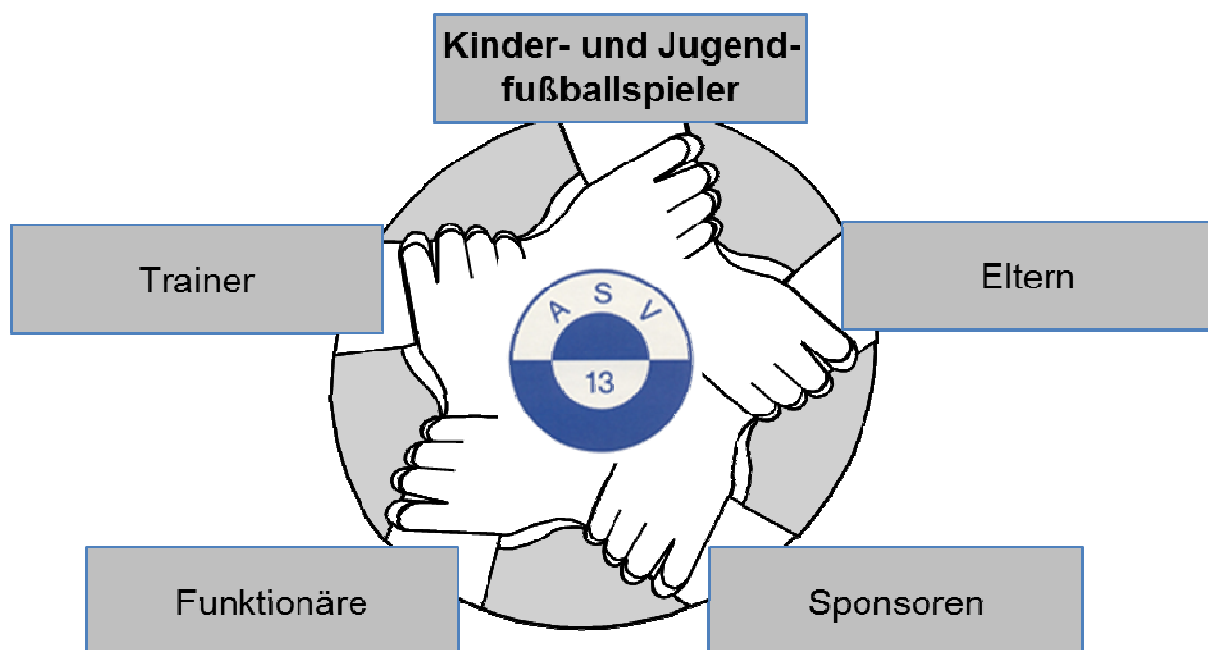 Kinder- und Jugend-
fußballspieler
Trainer
Eltern
A S V
13
Funktionäre
Sponsoren